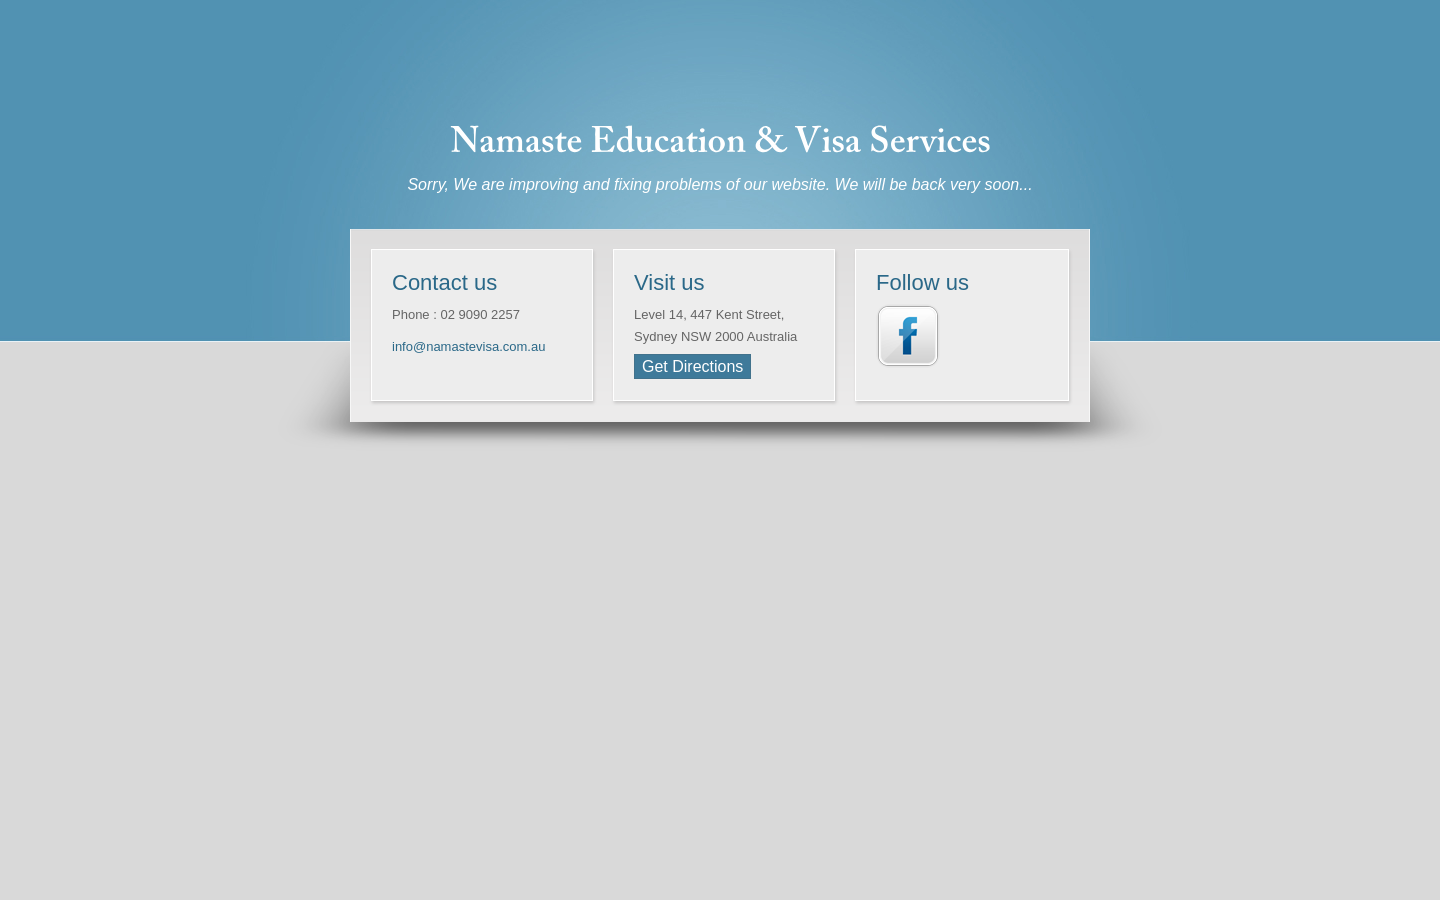 Namaste Education & Visa Services
Sorry, We are improving and fixing problems of our website. We will be back very soon...
Contact us
Phone : 02 9090 2257
info@namastevisa.com.au
Visit us
Level 14, 447 Kent Street,
Sydney NSW 2000 Australia
Get Directions
Follow us